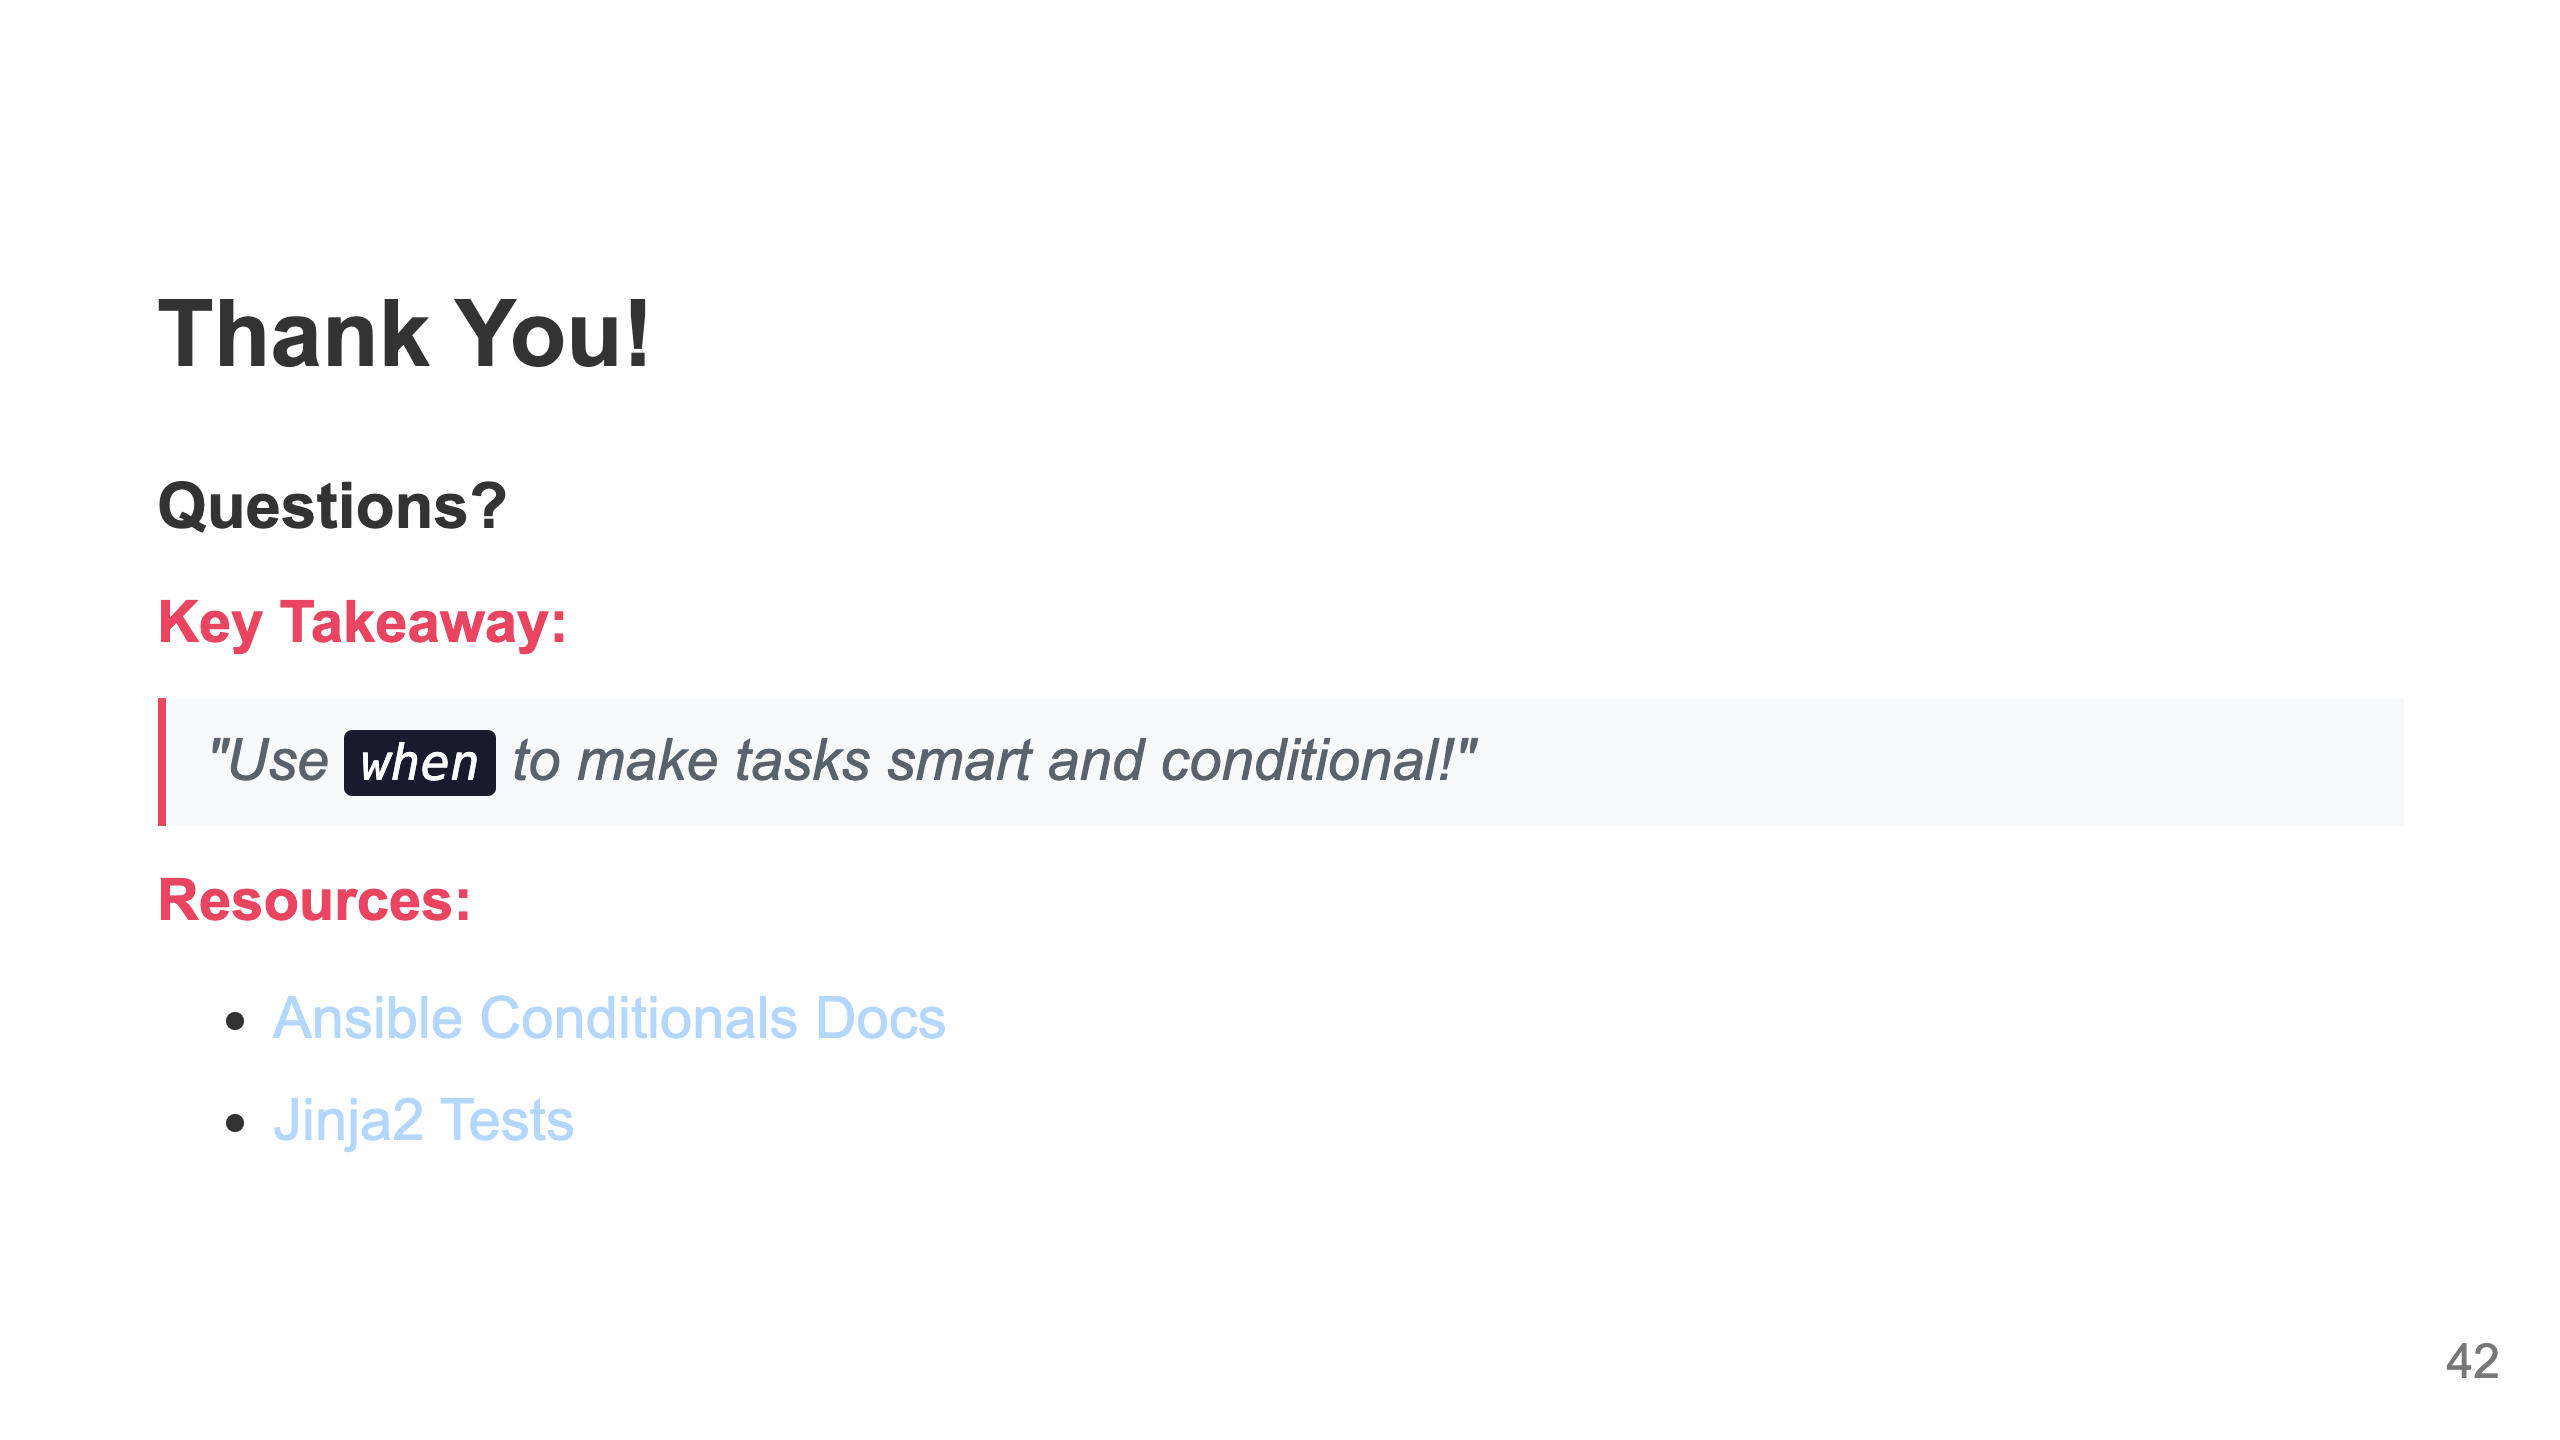 Thank You!
Questions?
Key Takeaway:
"Use when to make tasks smart and conditional!"
Resources:
• Ansible Conditionals Docs
• Jinja2 Tests
42